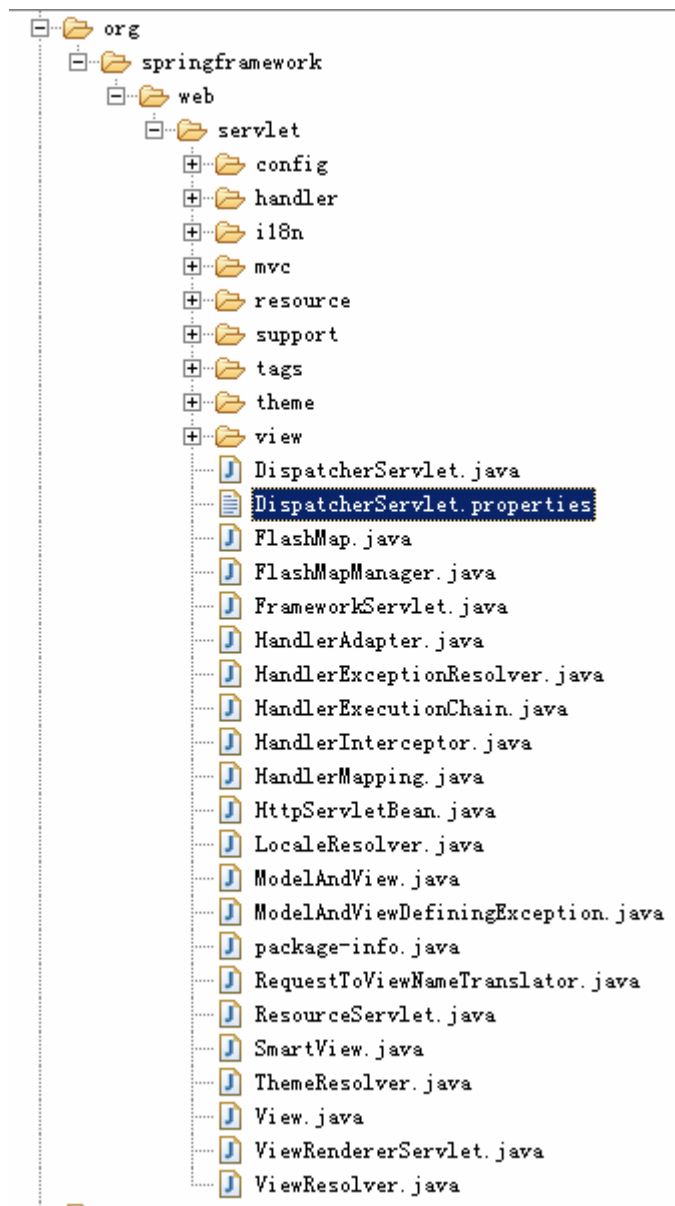 org
springframework
web
servlet
config
handler
i18n
mvc
resource
support
tags
theme
view
DispatcherServlet.java
DispatcherServlet.properties
FlashMap.java
FlashMapManager.java
FrameworkServlet.java
HandlerAdapter.java
HandlerExceptionResolver.java
HandlerExecutionChain.java
HandlerInterceptor.java
HandlerMapping.java
HttpServletBean.java
LocaleResolver.java
ModelAndView.java
ModelAndViewDefiningException.java
package-info.java
RequestToViewNameTranslator.java
ResourceServlet.java
SmartView.java
ThemeResolver.java
View.java
ViewRendererServlet.java
ViewResolver.java